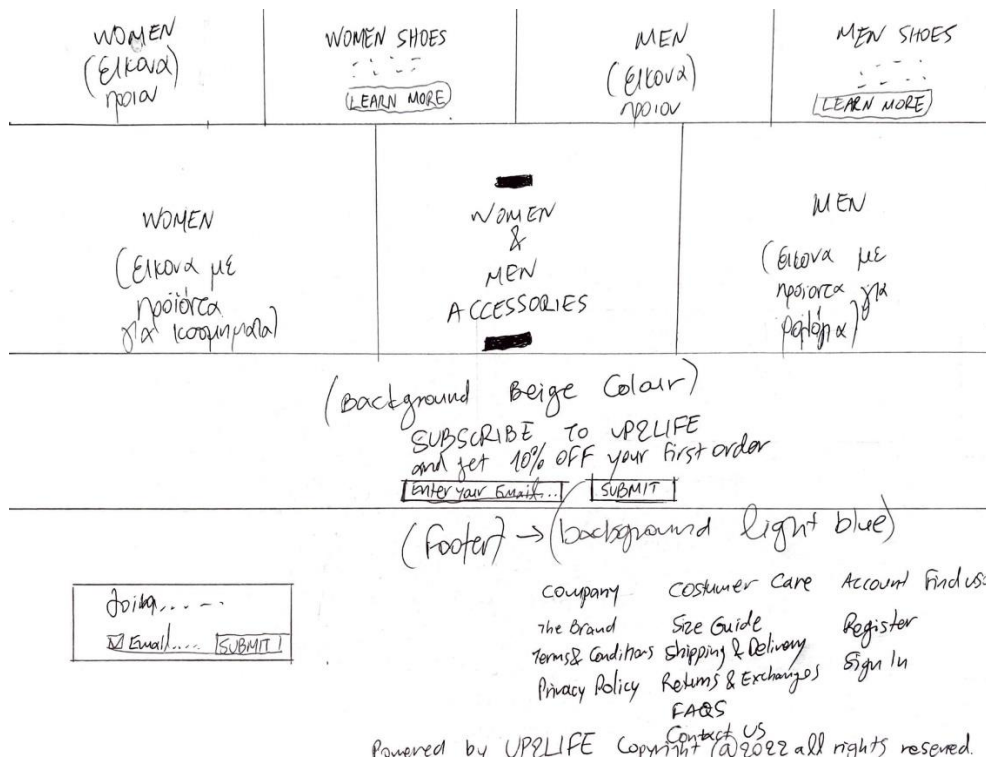 WOMEN
(Εικονα)
προιον
WOMEN SHOES
LEARN MORE
MEN
(Εικονα)
προιον
MEN SHOES
LEARN MORE
WOMEN
(Εικονα με
προϊόντα
για κοσμηματα)
WOMEN
&
MEN
ACCESSORIES
MEN
(Εικονα με
προιοντα για
ρολόγια)
(Background Beige Colour)
SUBSCRIBE TO UP2LIFE
and get 10% OFF your first order
Enter your Email... SUBMIT
(Footer) → (background light blue)
Join.....
Email.... SUBMIT
Company Costumer Care Account Find us
The Brand Size Guide Register
Terms & Conditions Shipping & Delivery Sign In
Privacy Policy Returns & Exchanges
FAQS
Contact US
Powered by UP2LIFE Copyright @2022 all rights reserved.